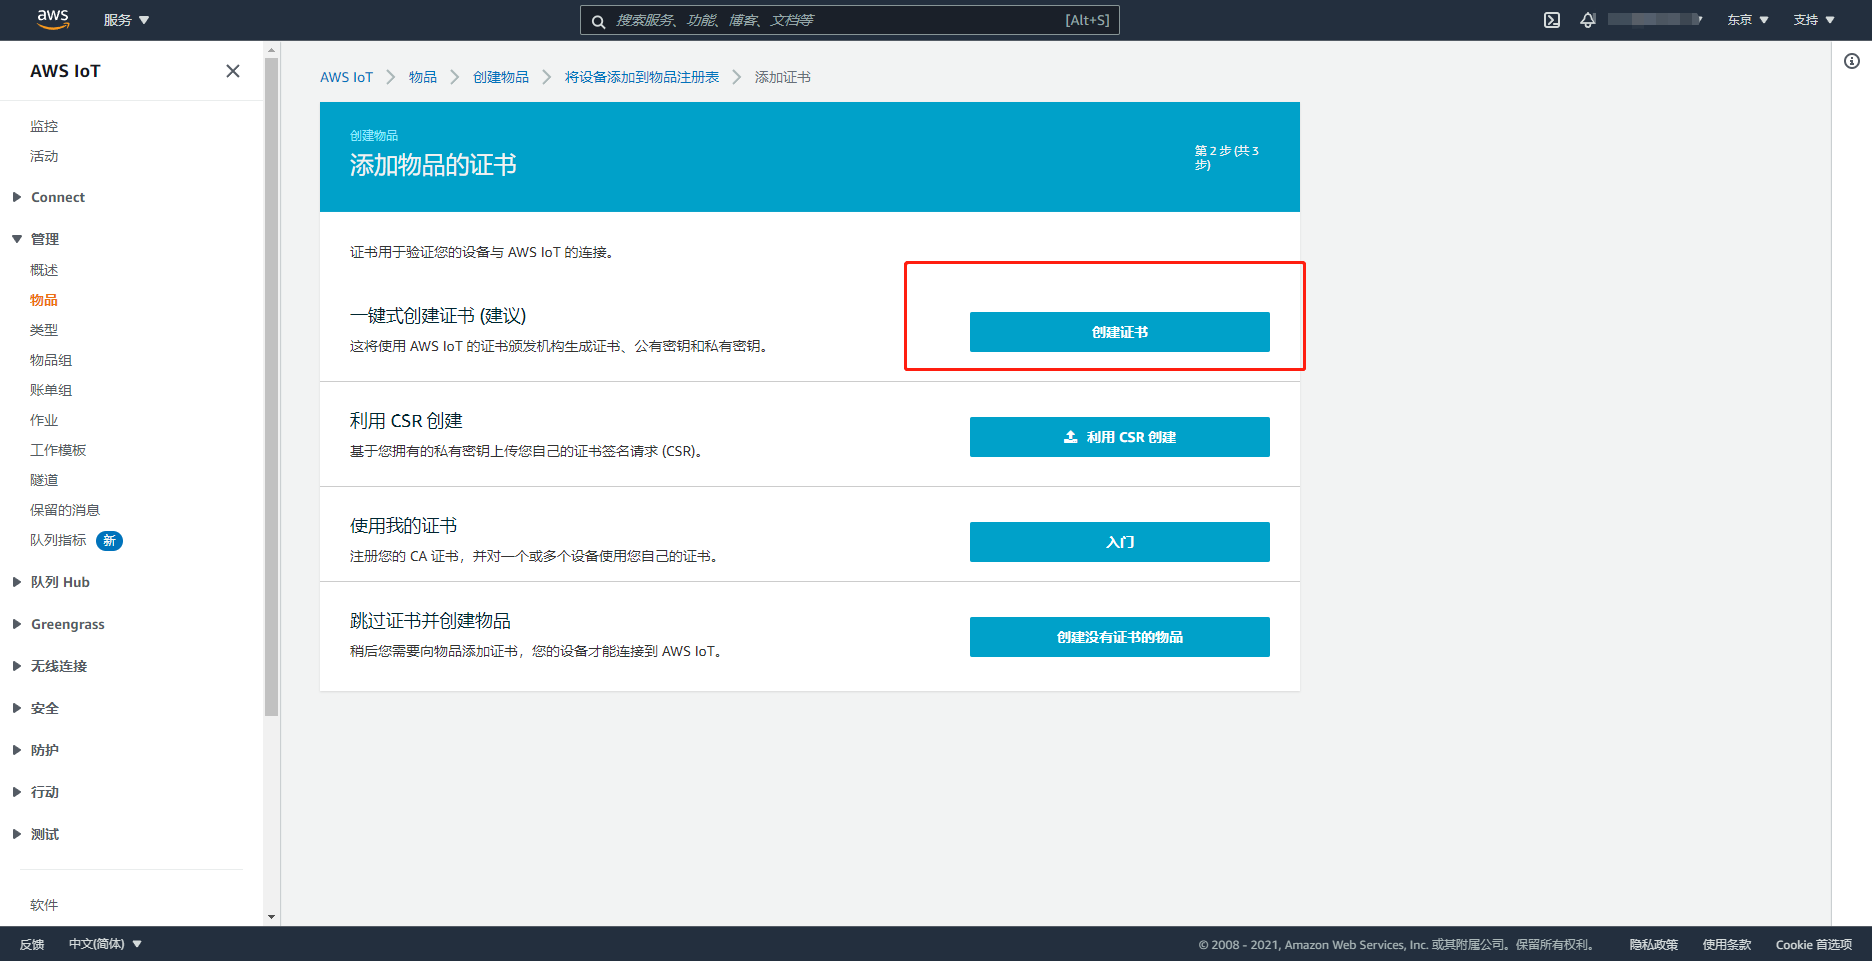 aws
服务
搜索服务、功能、博客、文档等
[Alt+S]
东京
支持
AWS IoT
监控
活动
Connect
管理
概述
物品
类型
物品组
账单组
作业
工作模板
隧道
保留的消息
队列指标 新
队列 Hub
Greengrass
无线连接
安全
防护
行动
测试
软件
AWS IoT
物品
创建物品
将设备添加到物品注册表
添加证书
创建物品
添加物品的证书
第 2 步 (共 3
步)
证书用于验证您的设备与 AWS IoT 的连接。
一键式创建证书 (建议)
这将使用 AWS IoT 的证书颁发机构生成证书、公有密钥和私有密钥。
创建证书
利用 CSR 创建
基于您拥有的私有密钥上传您自己的证书签名请求 (CSR)。
利用 CSR 创建
使用我的证书
注册您的 CA 证书，并对一个或多个设备使用您自己的证书。
入门
跳过证书并创建物品
稍后您需要向物品添加证书，您的设备才能连接到 AWS IoT。
创建没有证书的物品
反馈
中文(简体)
© 2008 - 2021, Amazon Web Services, Inc. 或其附属公司。保留所有权利。
隐私政策
使用条款
Cookie 首选项